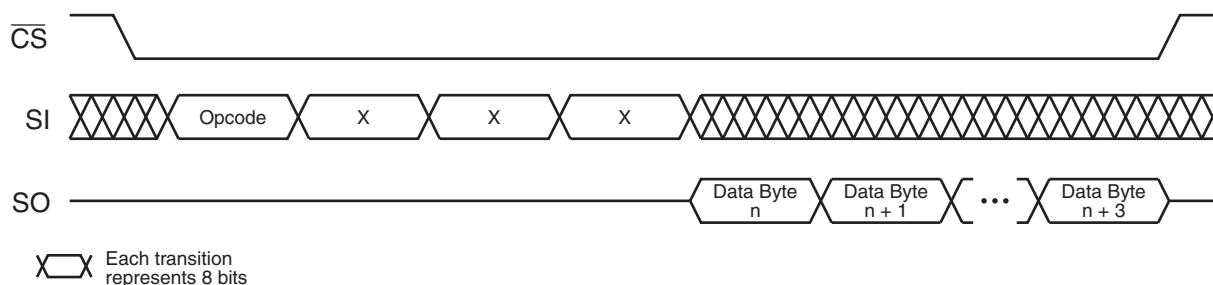 CS
SI
Opcode
X
X
X
SO
Data Byte
n
Data Byte
n + 1
•••
Data Byte
n + 3
Each transition
represents 8 bits